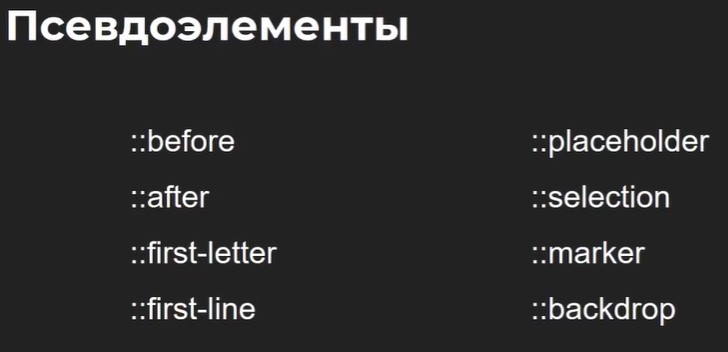 Псевдоэлементы
::before
::after
::first-letter
::first-line
::placeholder
::selection
::marker
::backdrop